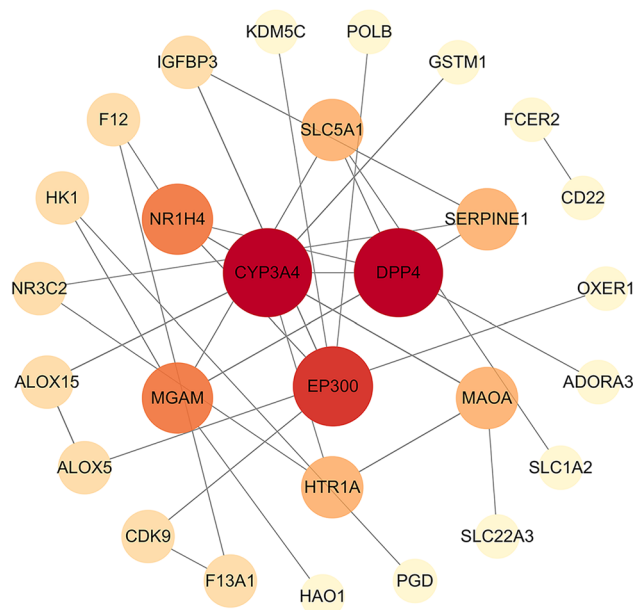 KDM5C
POLB
IGFBP3
GSTM1
F12
SLC5A1
FCER2
HK1
NR1H4
SERPINE1
CD22
CYP3A4
DPP4
NR3C2
OXER1
ALOX15
MGAM
EP300
MAOA
ADORA3
ALOX5
HTR1A
SLC1A2
CDK9
SLC22A3
F13A1
HAO1
PGD